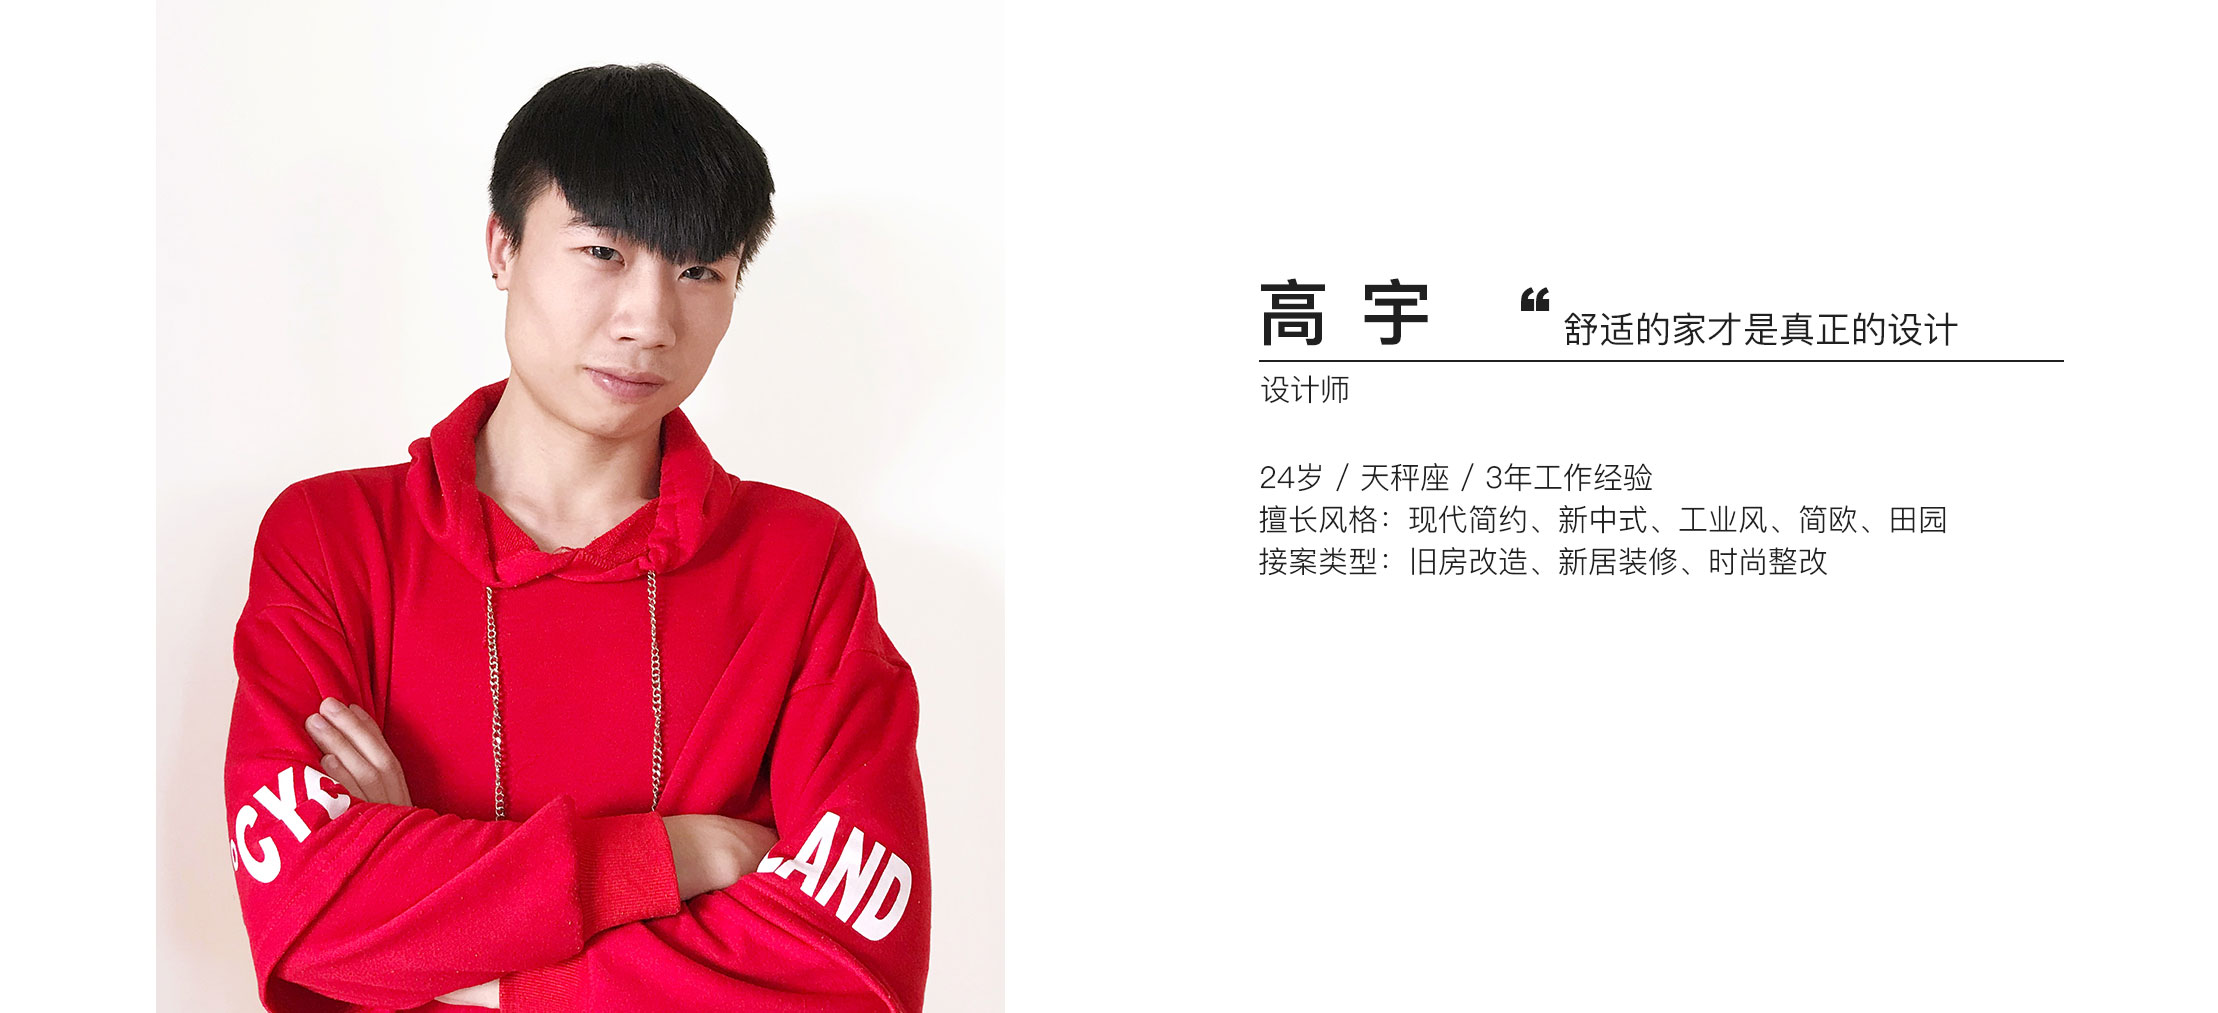 高 宇 “ 舒适的家才是真正的设计
设计师
24岁 / 天秤座 / 3年工作经验
擅长风格：现代简约、新中式、工业风、简欧、田园
接案类型：旧房改造、新居装修、时尚整改
AND